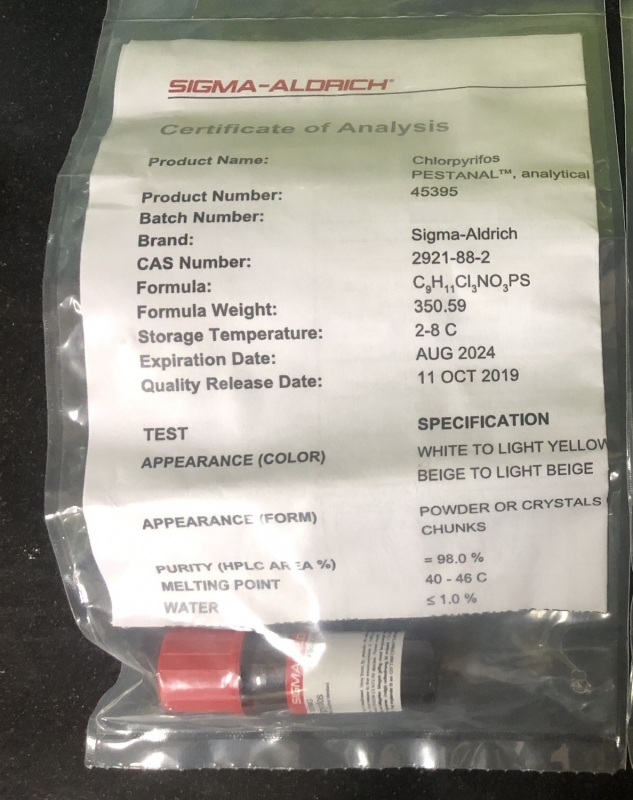 SIGMA-ALDRICH®
Certificate of Analysis
Product Name: Chlorpyrifos
PESTANAL™, analytical
Product Number: 45395
Batch Number:
Brand: Sigma-Aldrich
CAS Number: 2921-88-2
Formula: C₉H₁₁Cl₃NO₃PS
Formula Weight: 350.59
Storage Temperature: 2-8 C
Expiration Date: AUG 2024
Quality Release Date: 11 OCT 2019
TEST SPECIFICATION
APPEARANCE (COLOR) WHITE TO LIGHT YELLOW
BEIGE TO LIGHT BEIGE
APPEARANCE (FORM) POWDER OR CRYSTALS
CHUNKS
PURITY (HPLC AREA %) = 98.0 %
MELTING POINT 40 - 46 C
WATER ≤ 1.0 %